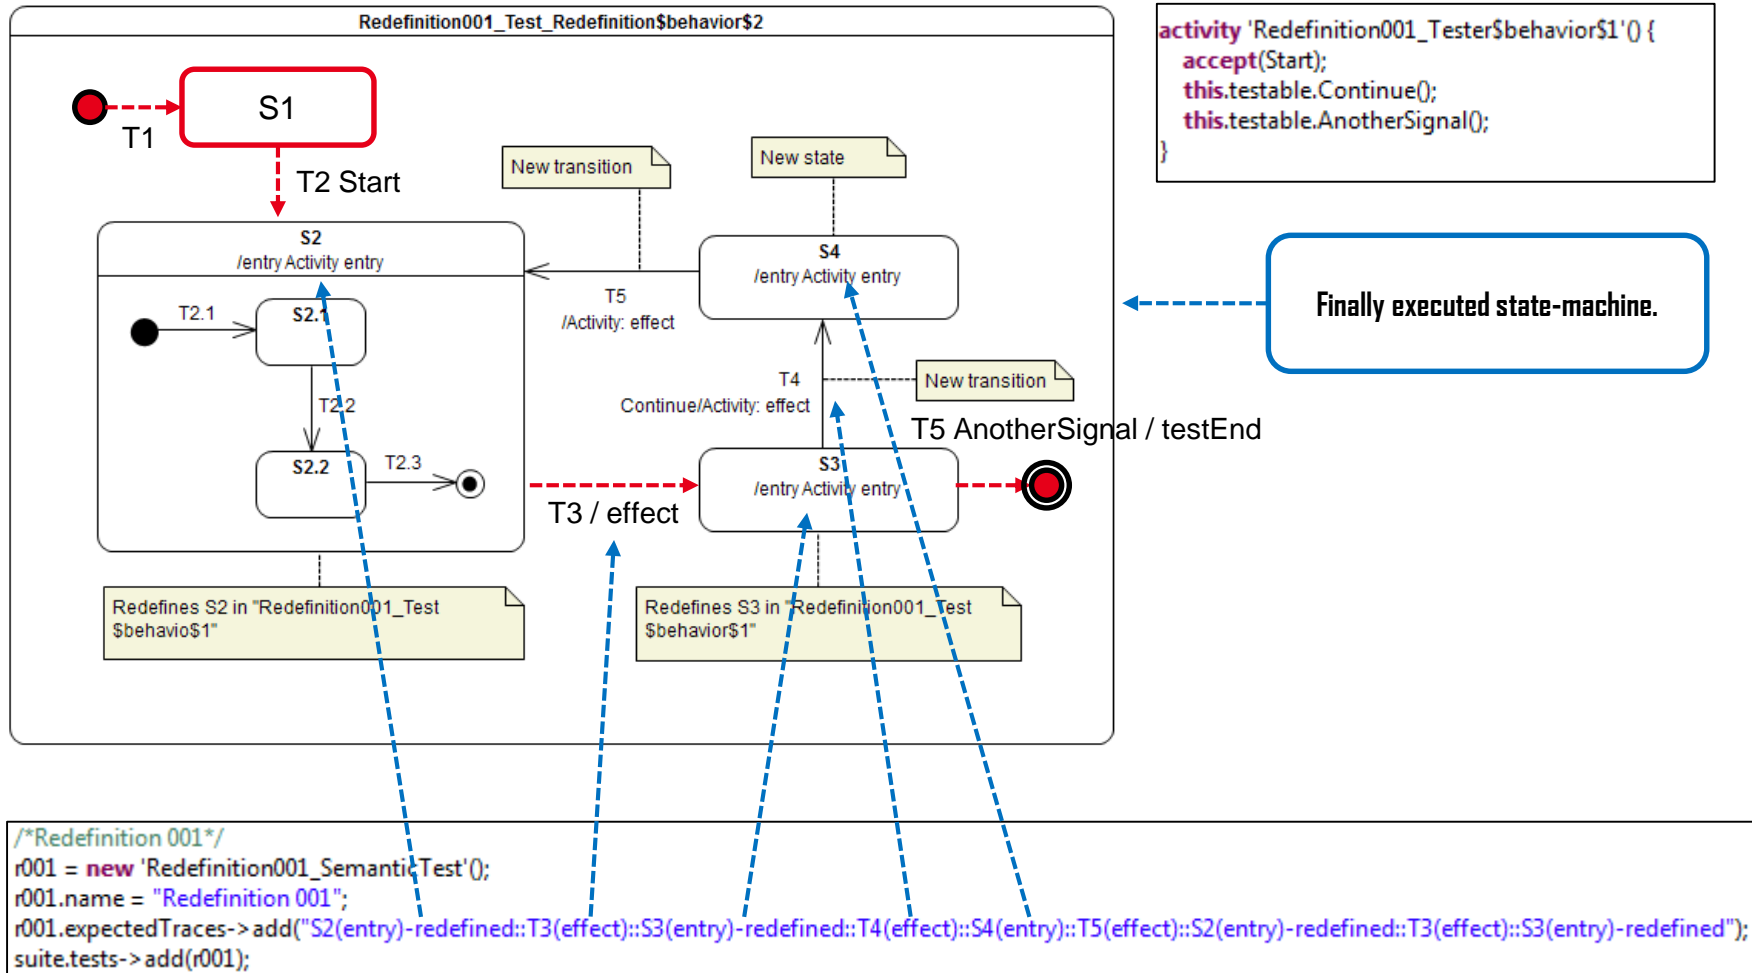 Redefinition001_Test_Redefinition$behavior$2
activity 'Redefinition001_Tester$behavior$1'() {
accept(Start);
this.testable.Continue();
this.testable.AnotherSignal();
}
S1
T1
T2 Start
New transition
New state
S2
/entry Activity entry
S4
/entry Activity entry
T5
/Activity: effect
Finally executed state-machine.
T2.1
S2.1
T2.2
S2.2
T2.3
T4
Continue/Activity: effect
New transition
T5 AnotherSignal / testEnd
S3
/entry Activity entry
T3 / effect
Redefines S2 in "Redefinition001_Test
$behavio$1"
Redefines S3 in "Redefinition001_Test
$behavior$1"
/*Redefinition 001*/
r001 = new 'Redefinition001_SemanticTest'();
r001.name = "Redefinition 001";
r001.expectedTraces->add("S2(entry)-redefined::T3(effect)::S3(entry)-redefined::T4(effect)::S4(entry)::T5(effect)::S2(entry)-redefined::T3(effect)::S3(entry)-redefined");
suite.tests->add(r001);